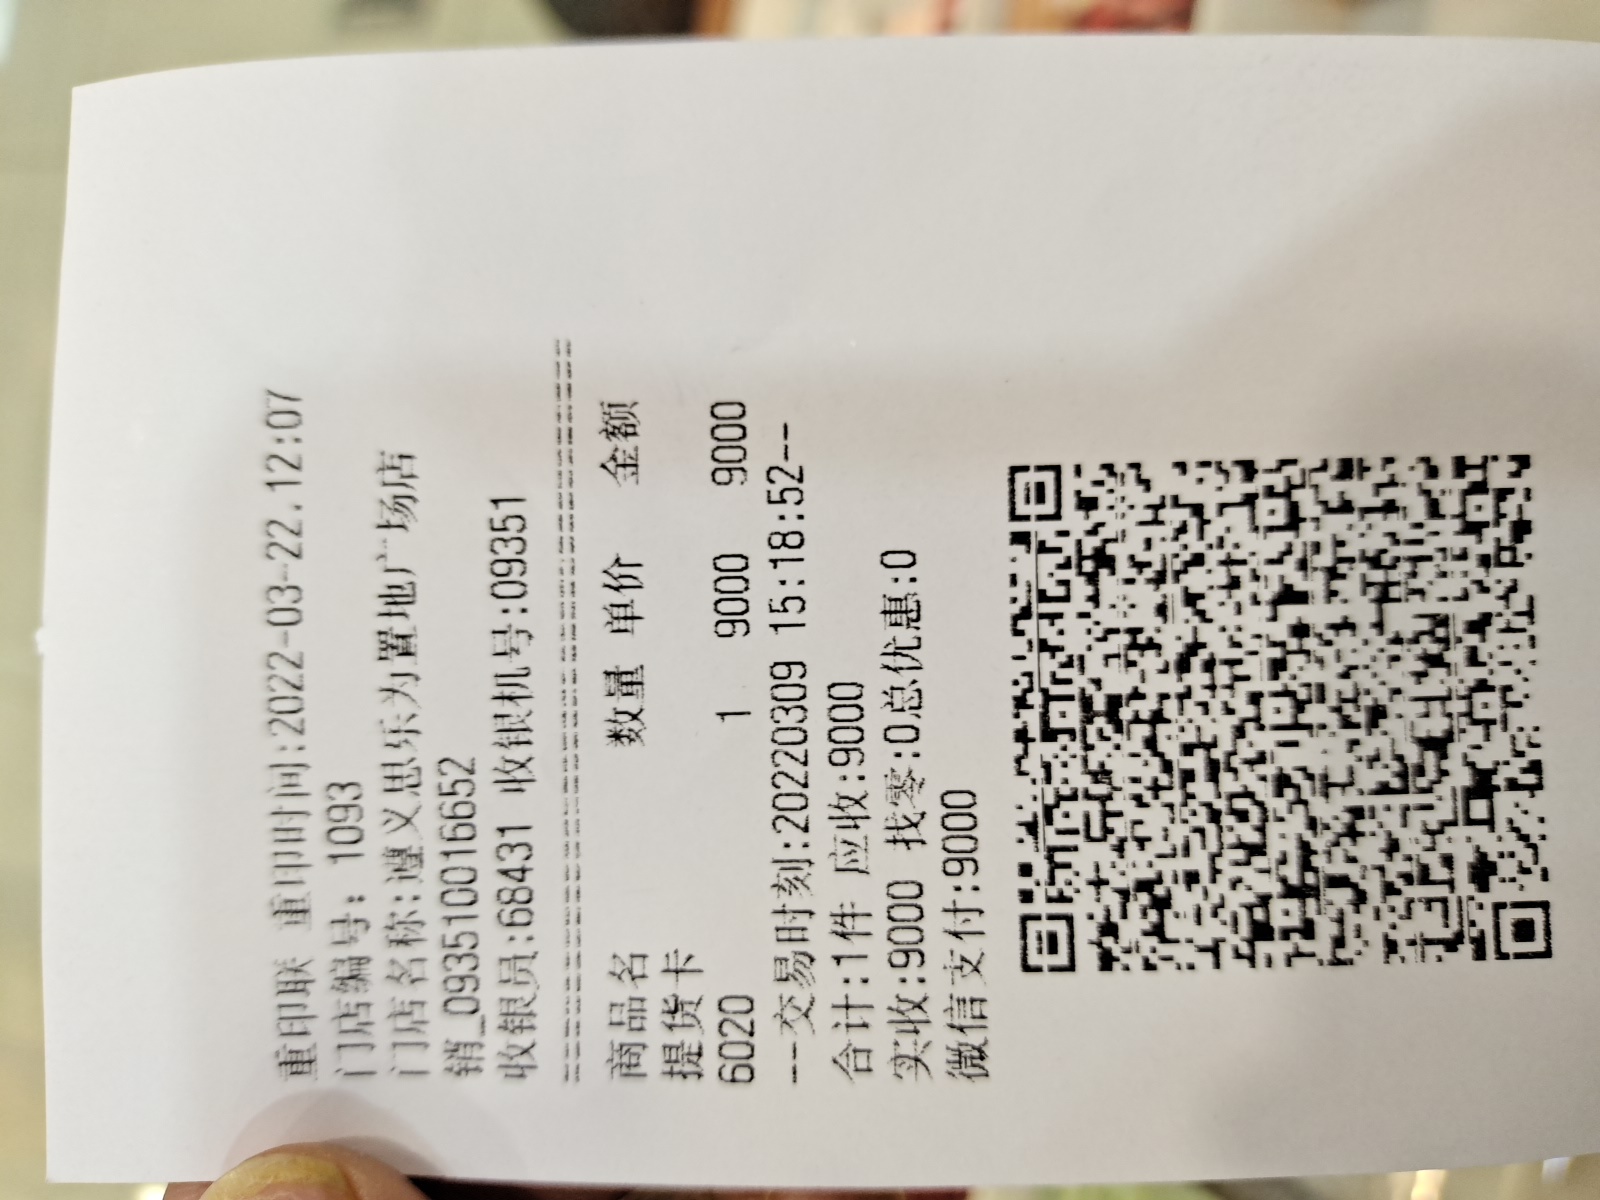 重印联 重印时间:2022-03-22.12:07
门店编号: 1093
门店名称:遵义思乐为置地广场店
销_0935100016652
收银员:68431 收银机号:09351
商品名 数量 单价 金额
提货卡
6020 1 9000 9000
--交易时刻:20220309 15:18:52--
合计:1件 应收:9000
实收:9000 找零:0总优惠:0
微信支付:9000